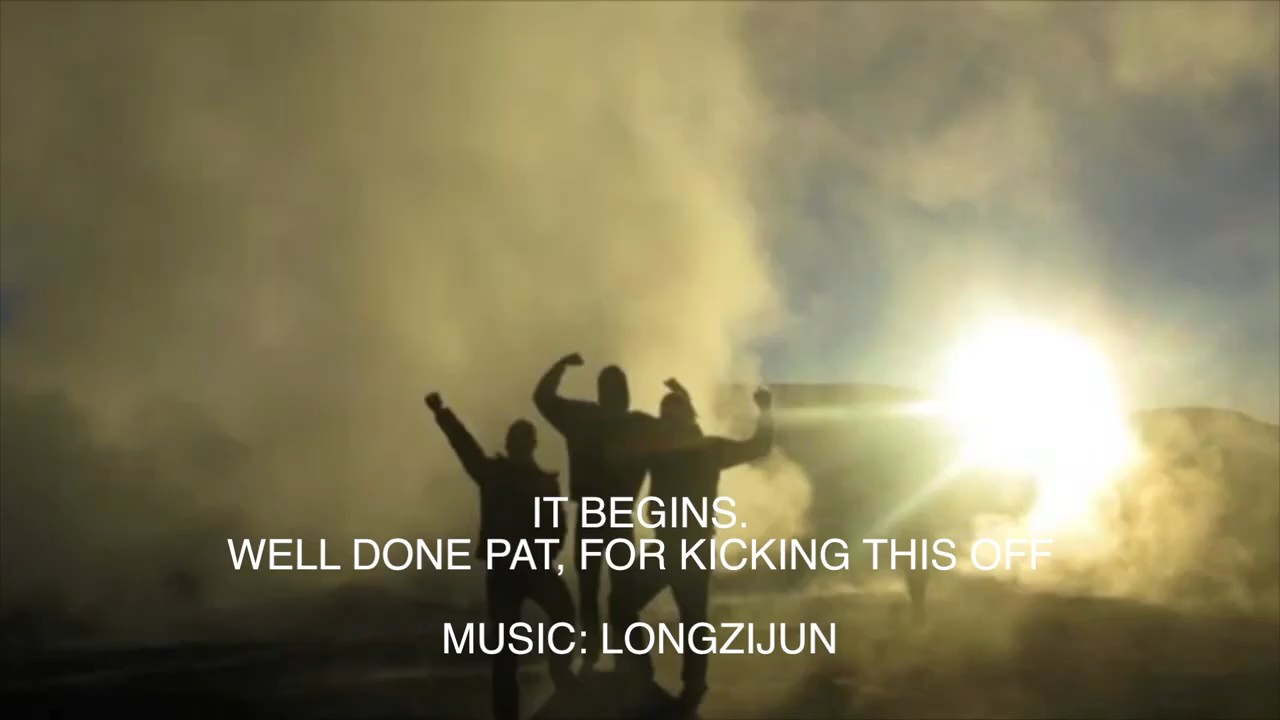 IT BEGINS.
WELL DONE PAT, FOR KICKING THIS OFF
MUSIC: LONGZIJUN